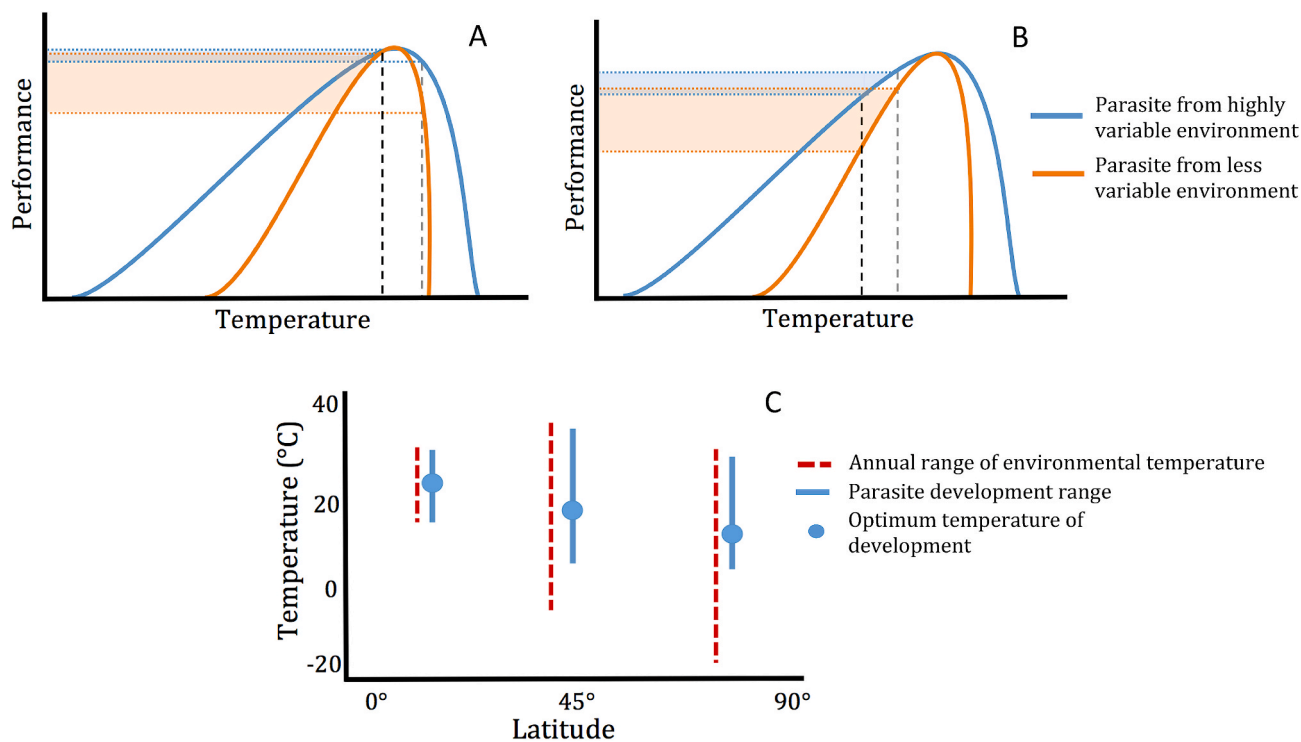 A
Performance
Temperature
B
Performance
Temperature
Parasite from highly
variable environment
Parasite from less
variable environment
C
Temperature (°C)
40
20
0
-20
0°
45°
90°
Latitude
Annual range of environmental temperature
Parasite development range
Optimum temperature of
development